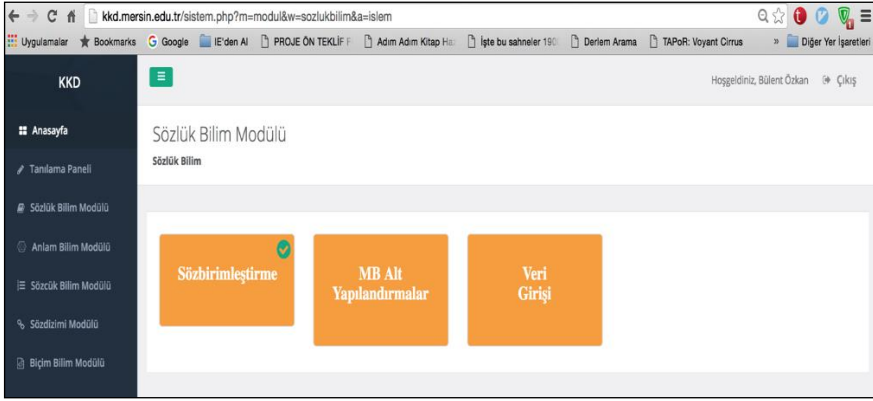 kkd.mersin.edu.tr/sistem.php?m=modul&w=sozlukbilim&a=islem
Uygulamalar Bookmarks Google IE'den Al PROJE ÖN TEKLİF Adım Adım Kitap İşte bu sahneler 190 Derlem Arama TAPoR: Voyant Cirrus » Diğer Yer İşaretleri
KKD
Hoşgeldiniz, Bülent Özkan Çıkış
Anasayfa
Sözlük Bilim Modülü
Sözlük Bilim
Tanılama Paneli
Sözlük Bilim Modülü
Anlam Bilim Modülü
Sözcük Bilim Modülü
Sözdizimi Modülü
Biçim Bilim Modülü
Sözbirimleştirme
MB Alt
Yapılandırmalar
Veri
Girişi